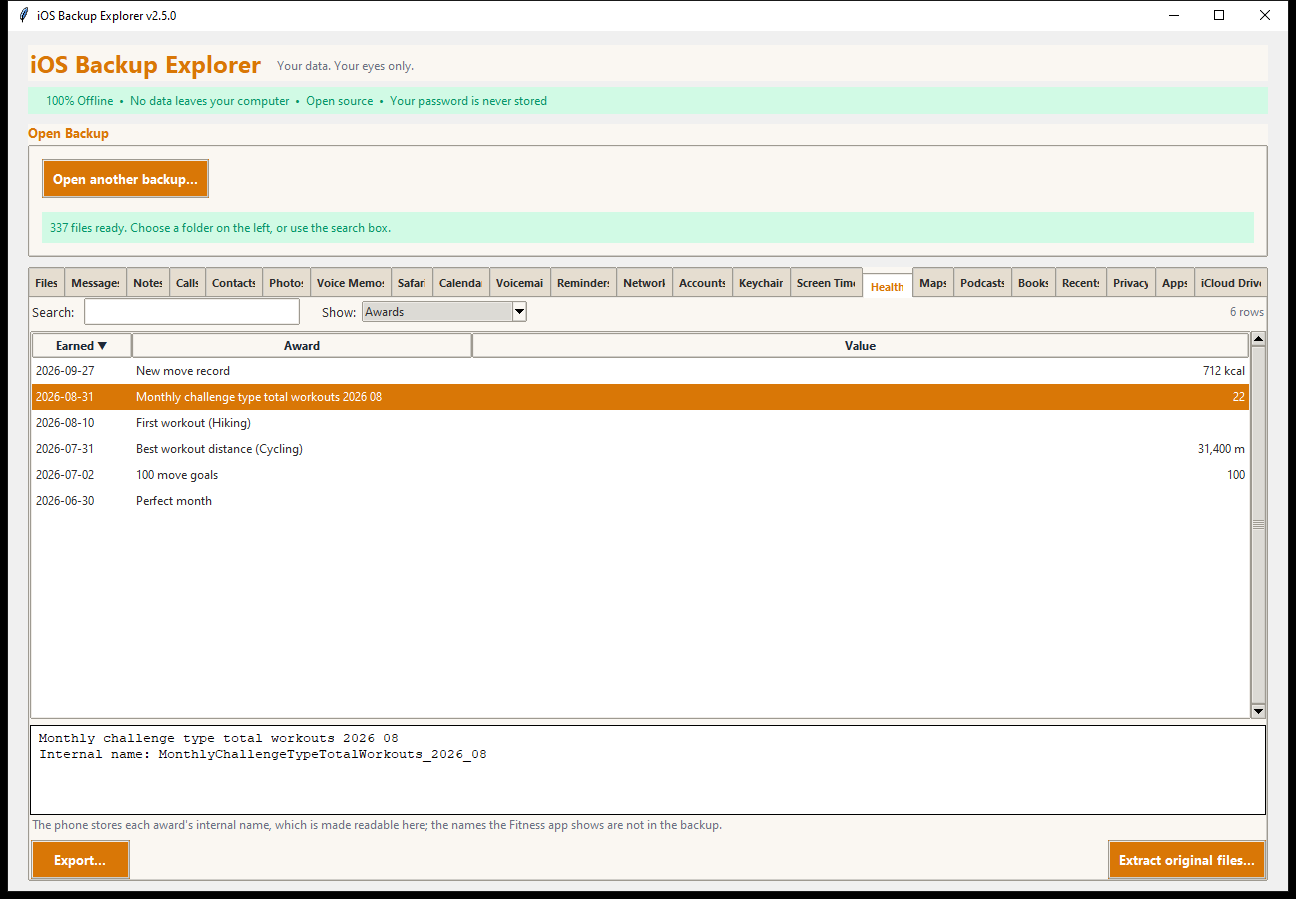 iOS Backup Explorer v2.5.0
iOS Backup Explorer Your data. Your eyes only.
100% Offline • No data leaves your computer • Open source • Your password is never stored
Open Backup
Open another backup...
337 files ready. Choose a folder on the left, or use the search box.
Files Messages Notes Calls Contacts Photos Voice Memos Safari Calenda Voicemai Reminders Network Accounts Keychain Screen Time Health Maps Podcasts Books Recents Privacy Apps iCloud Drive
Search: Show: Awards 6 rows
Earned ▼ Award Value
2026-09-27 New move record 712 kcal
2026-08-31 Monthly challenge type total workouts 2026 08 22
2026-08-10 First workout (Hiking)
2026-07-31 Best workout distance (Cycling) 31,400 m
2026-07-02 100 move goals 100
2026-06-30 Perfect month
Monthly challenge type total workouts 2026 08
Internal name: MonthlyChallengeTypeTotalWorkouts_2026_08
The phone stores each award's internal name, which is made readable here; the names the Fitness app shows are not in the backup.
Export... Extract original files...